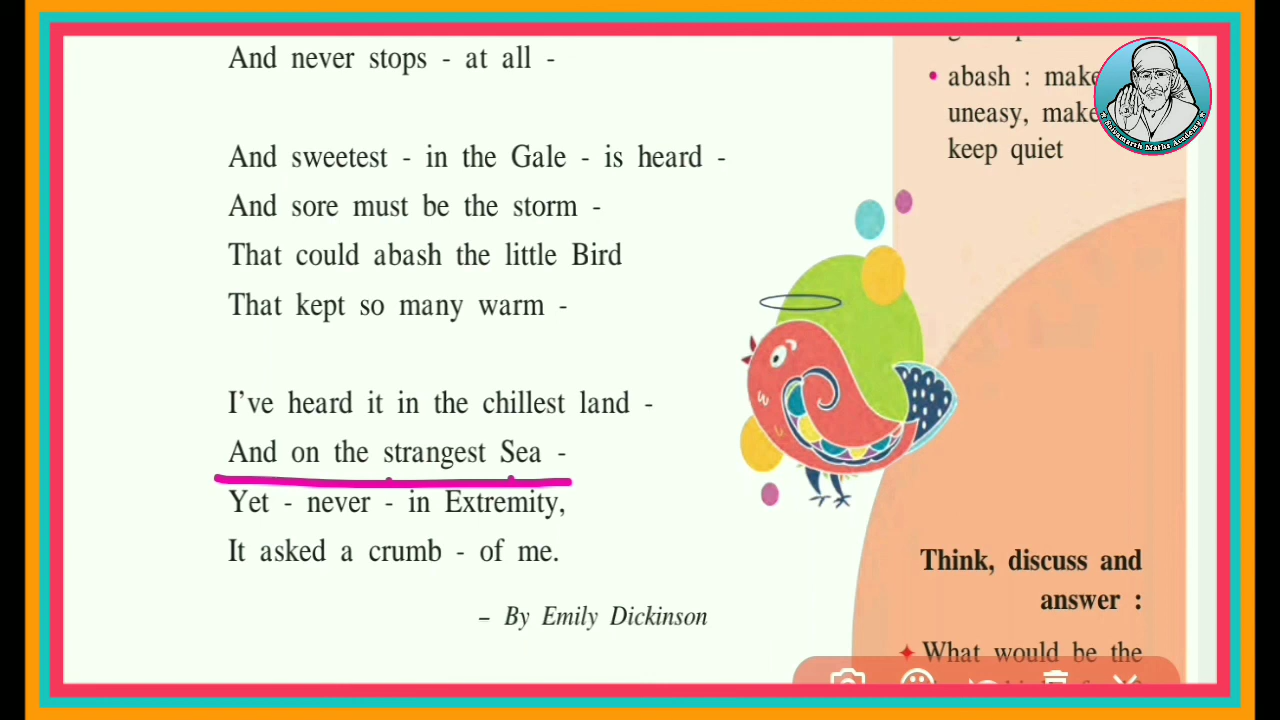 And never stops - at all -
And sweetest - in the Gale - is heard -
And sore must be the storm -
That could abash the little Bird
That kept so many warm -
I've heard it in the chillest land -
And on the strangest Sea -
Yet - never - in Extremity,
It asked a crumb - of me.
– By Emily Dickinson
• abash : make
uneasy, make
keep quiet
Think, discuss and
answer :
What would be the